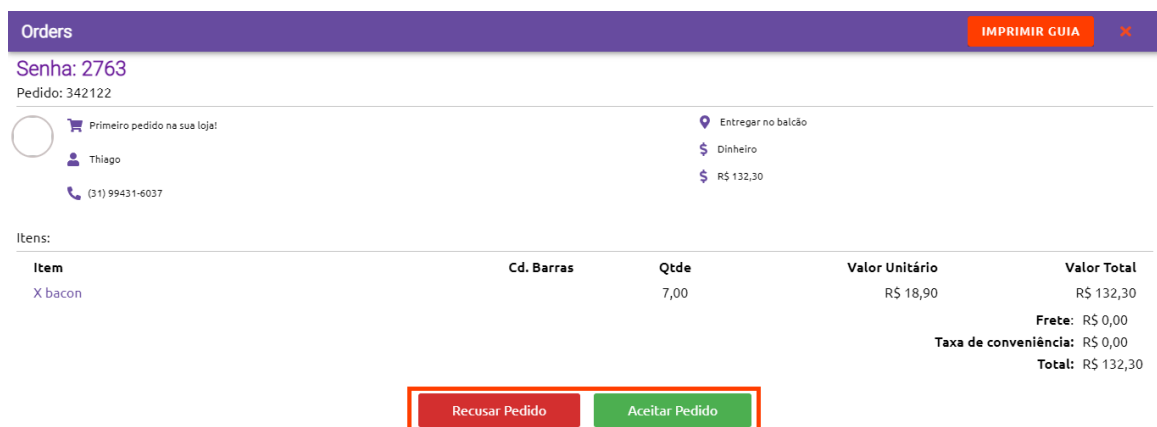 Orders IMPRIMIR GUIA
Senha: 2763
Pedido: 342122
Primeiro pedido na sua loja! Entregar no balcão
Thiago Dinheiro
(31) 99431-6037 R$ 132,30
Itens:
Item Cd. Barras Qtde Valor Unitário Valor Total
X bacon 7,00 R$ 18,90 R$ 132,30
Frete: R$ 0,00
Taxa de conveniência: R$ 0,00
Total: R$ 132,30
Recusar Pedido Aceitar Pedido